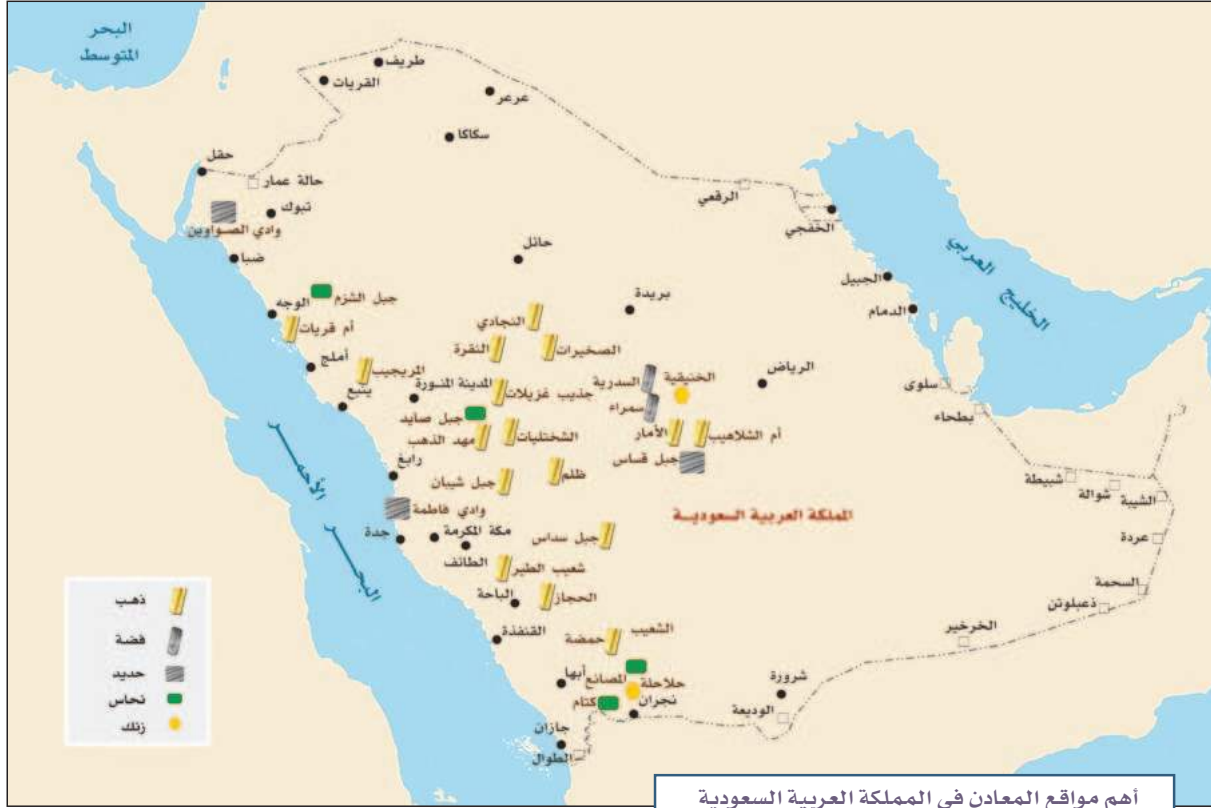 البحر
المتوسط
طريف
القريات
عرعر
سكاكا
حقل
حالة عمار
تبوك
وادي الصواوين
ضبا
الرقعي
الخفجي
الخليج العربي
حائل
الجبيل
الدمام
بريدة
جبل الشزم
الوجه
أم قريات
النجادي
النقرة
الصخيرات
أملج
المريجيب
ينبع
المدينة المنورة
جذيب غزيلات
السدرية
الخنيقية
سمراء
الرياض
سلوى
بطحاء
جبل صايد
مهد الذهب
الشختليات
الأمار
أم الشلاهيب
جبل قساس
رابغ
جبل شيبان
ظلم
شبيطة
شوالة
الشيبة
وادي فاطمة
المملكة العربية السعودية
البحر الأحمر
جدة
مكة المكرمة
جبل سداس
عردة
الطائف
شعيب الطير
السحمة
ذعبلوتن
الباحة
الحجاز
القنفذة
حمضة
الشعيب
الخرخير
أبها
المصانع
حلاحلة
كتام
نجران
شرورة
الوديعة
جازان
الطوال
ذهب
فضة
حديد
نحاس
زنك
أهم مواقع المعادن في المملكة العربية السعودية